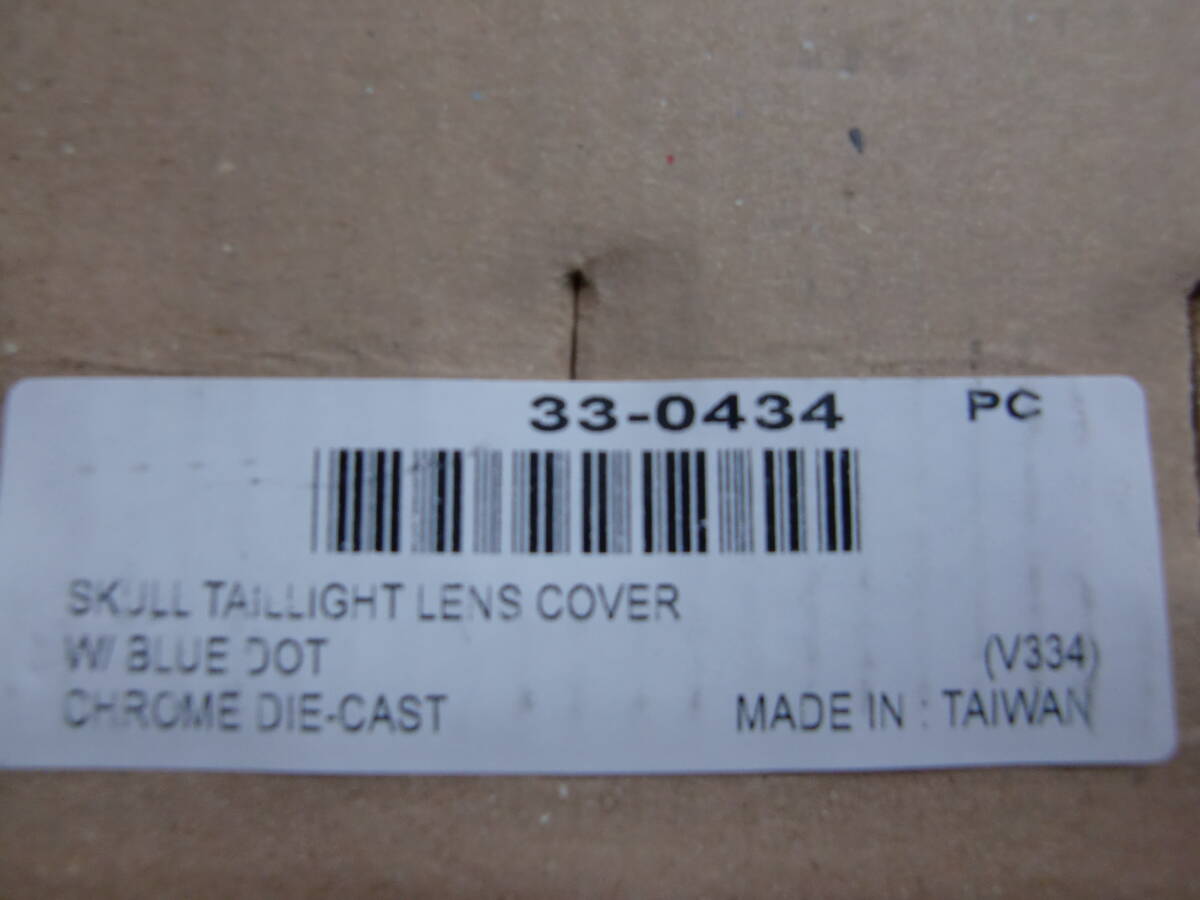 33-0434 PC
SKULL TAILLIGHT LENS COVER
W/ BLUE DOT
(V334)
CHROME DIE-CAST
MADE IN : TAIWAN